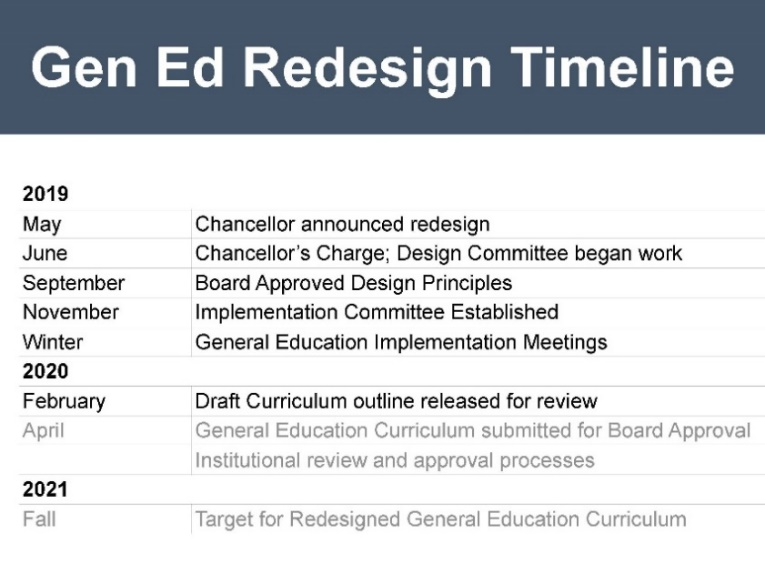 Gen Ed Redesign Timeline
2019
May Chancellor announced redesign
June Chancellor's Charge; Design Committee began work
September Board Approved Design Principles
November Implementation Committee Established
Winter General Education Implementation Meetings
2020
February Draft Curriculum outline released for review
April General Education Curriculum submitted for Board Approval
Institutional review and approval processes
2021
Fall Target for Redesigned General Education Curriculum